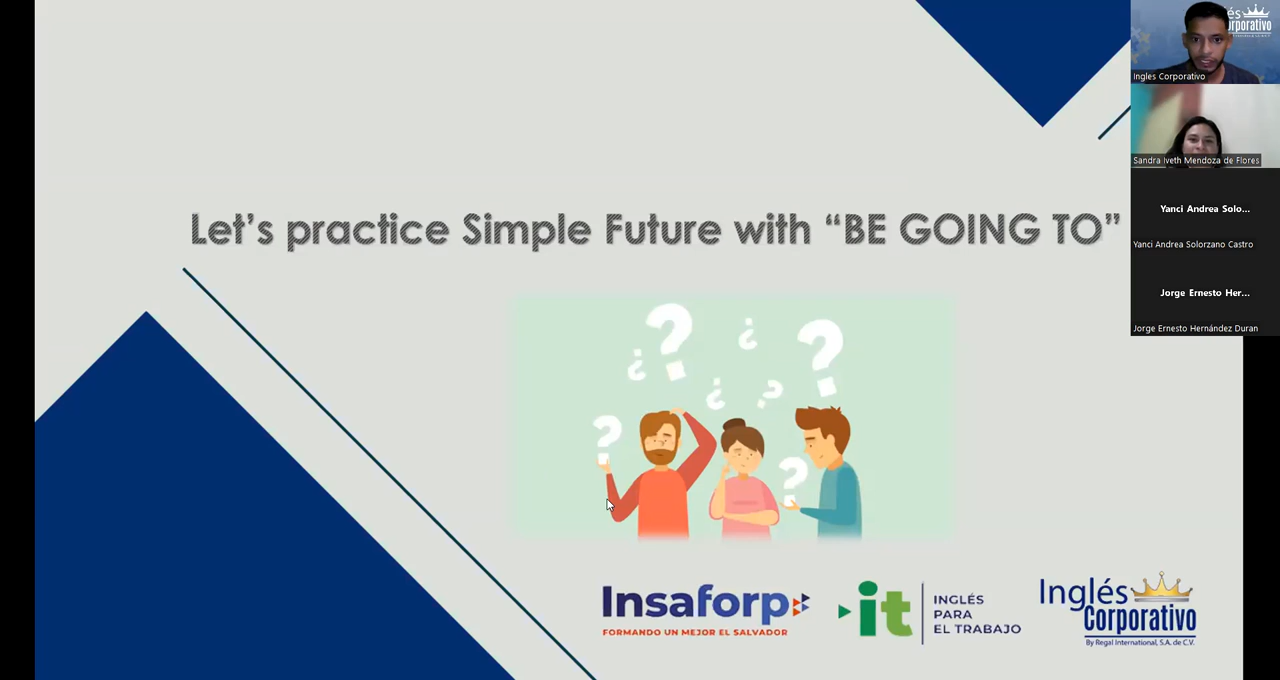 Let's practice Simple Future with “BE GOING TO”
Insaforp
FORMANDO UN MEJOR EL SALVADOR
it
INGLÉS
PARA
EL TRABAJO
Inglés
Corporativo
By Regal International, S.A. de C.V.
Ingles Corporativo
Sandra Iveth Mendoza de Flores
Yanci Andrea Solo...
Yanci Andrea Solorzano Castro
Jorge Ernesto Her...
Jorge Ernesto Hernández Duran